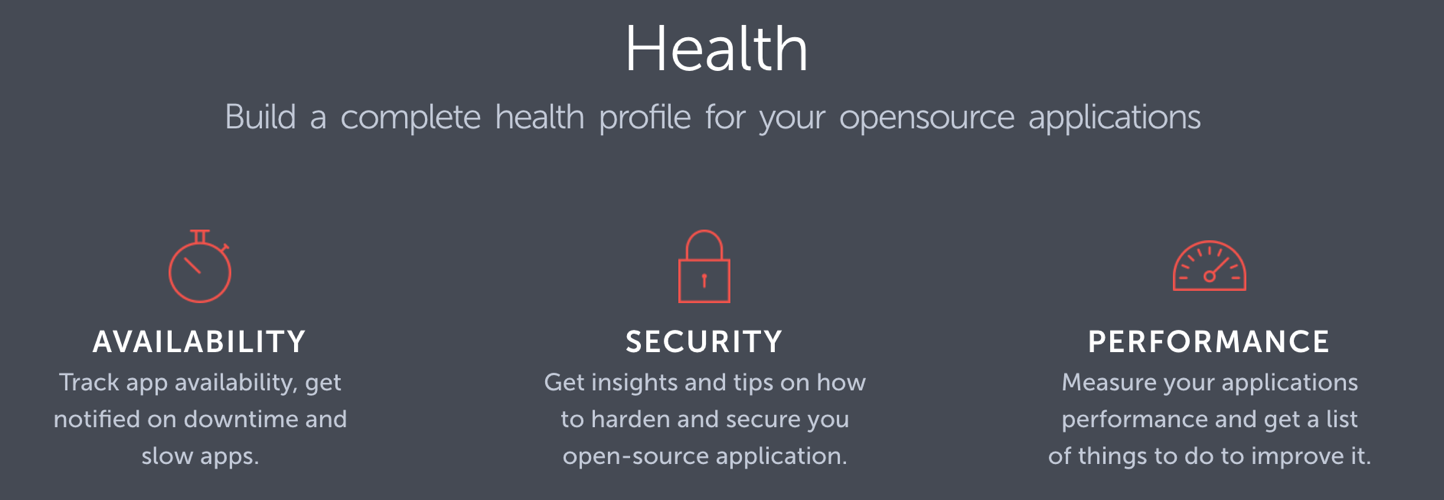 Health
Build a complete health profile for your opensource applications
AVAILABILITY
Track app availability, get
notified on downtime and
slow apps.
SECURITY
Get insights and tips on how
to harden and secure you
open-source application.
PERFORMANCE
Measure your applications
performance and get a list
of things to do to improve it.